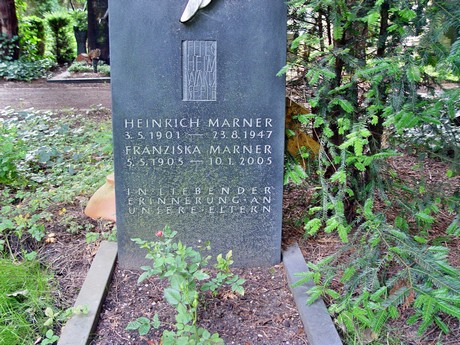 HEINRICH MARNER
3.5.1901 — 23.8.1947
FRANZISKA MARNER
5.5.1905 — 10.1.2005
IN LIEBENDER
ERINNERUNG AN
UNSERE · ELTERN